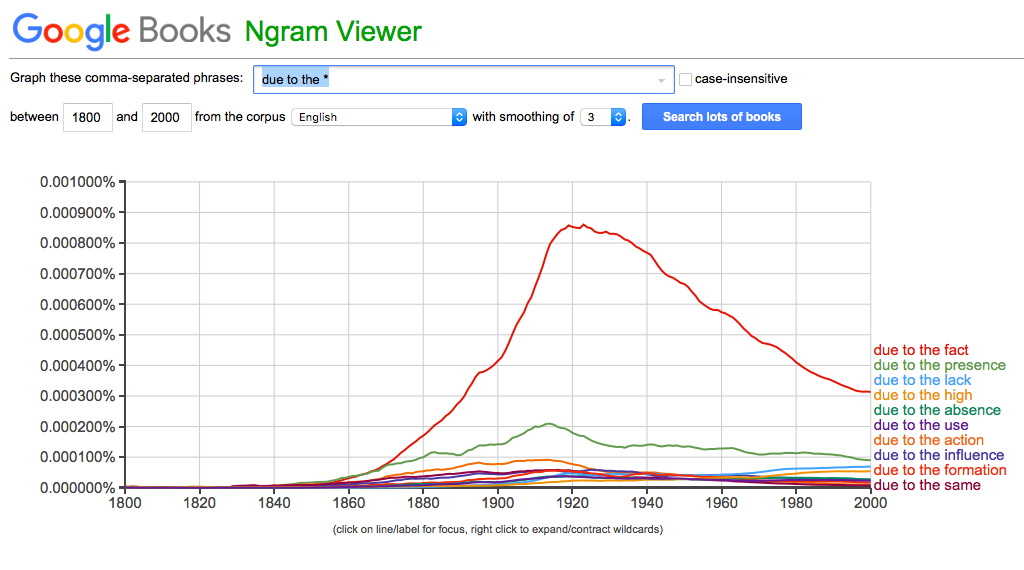 Google Books Ngram Viewer
Graph these comma-separated phrases: due to the * case-insensitive
between 1800 and 2000 from the corpus English with smoothing of 3 . Search lots of books
0.001000%
0.000900%
0.000800%
0.000700%
0.000600%
0.000500%
0.000400%
0.000300%
0.000200%
0.000100%
0.000000%
1800 1820 1840 1860 1880 1900 1920 1940 1960 1980 2000
due to the fact
due to the presence
due to the lack
due to the high
due to the absence
due to the use
due to the action
due to the influence
due to the formation
due to the same
(click on line/label for focus, right click to expand/contract wildcards)